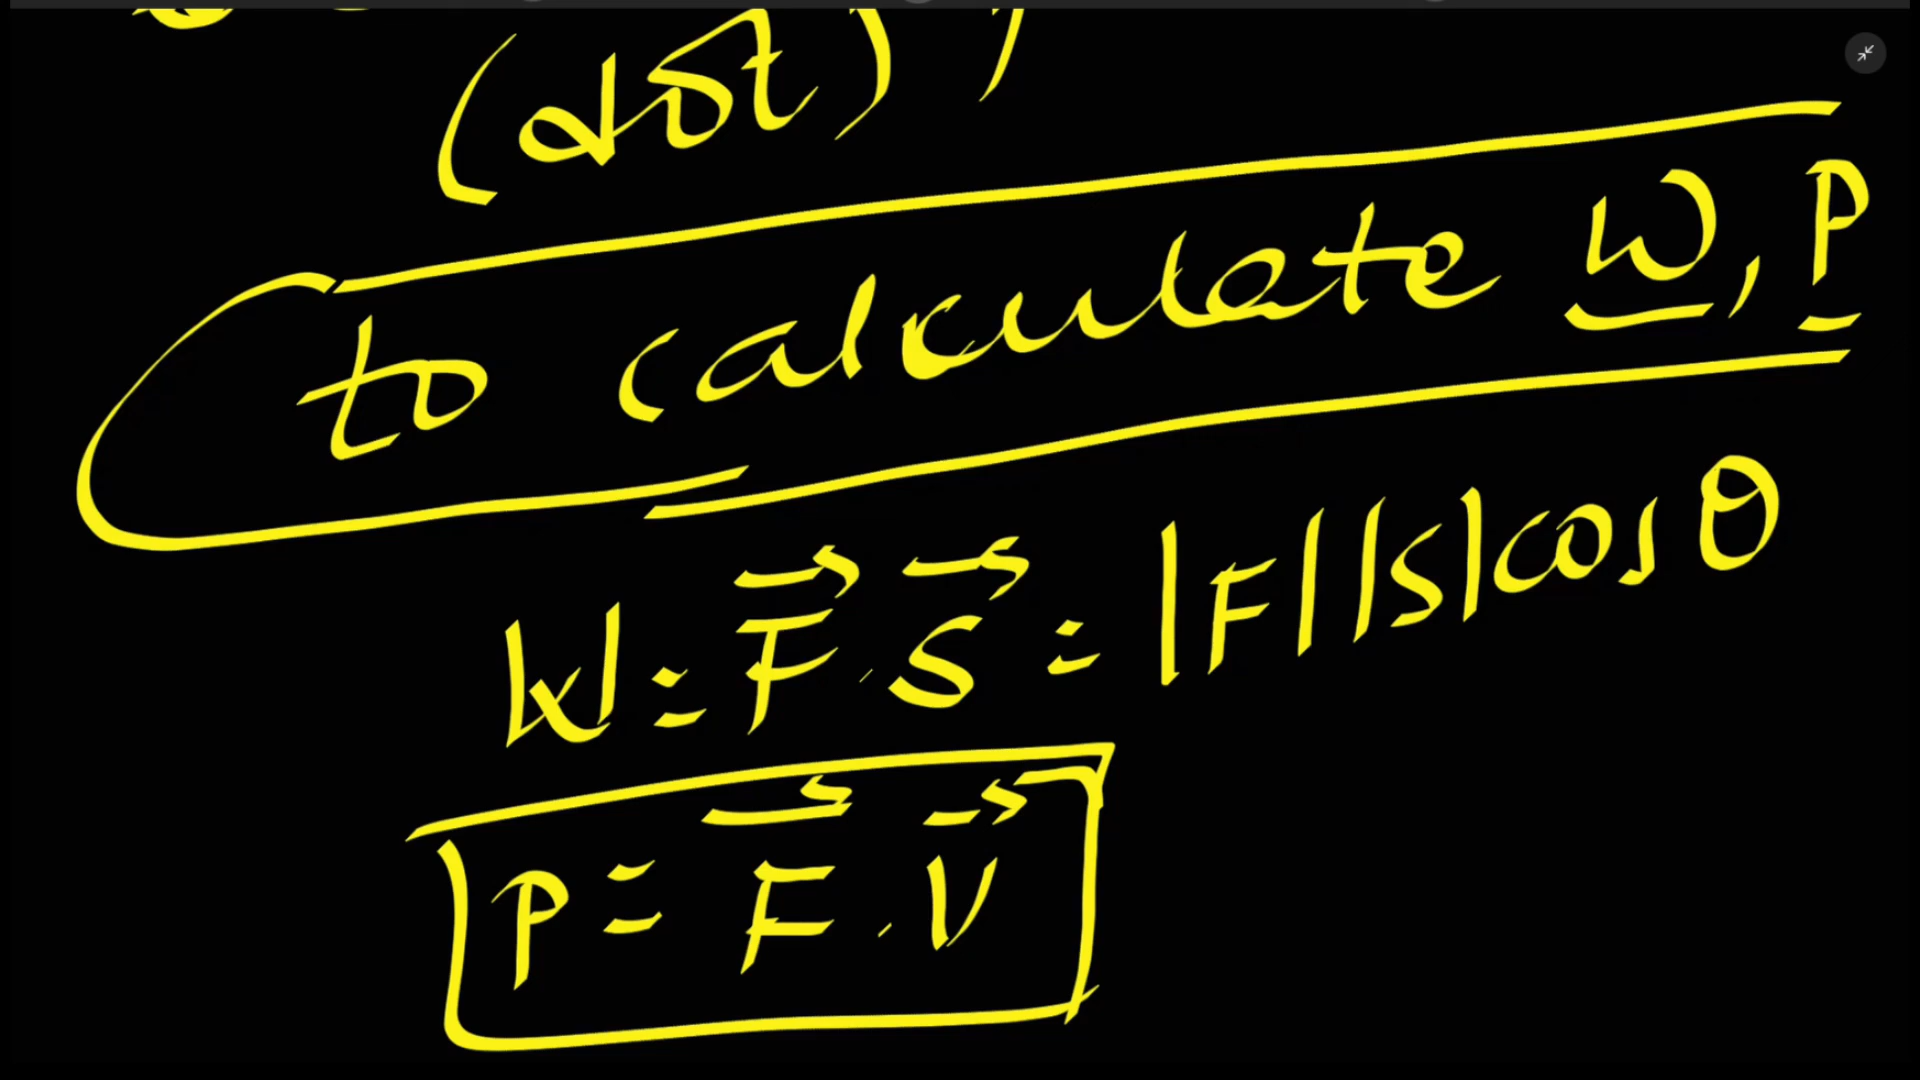 (dot)
to calculate W, P
W = F⃗ . S⃗ = |F||S|cos θ
P = F⃗ . V⃗